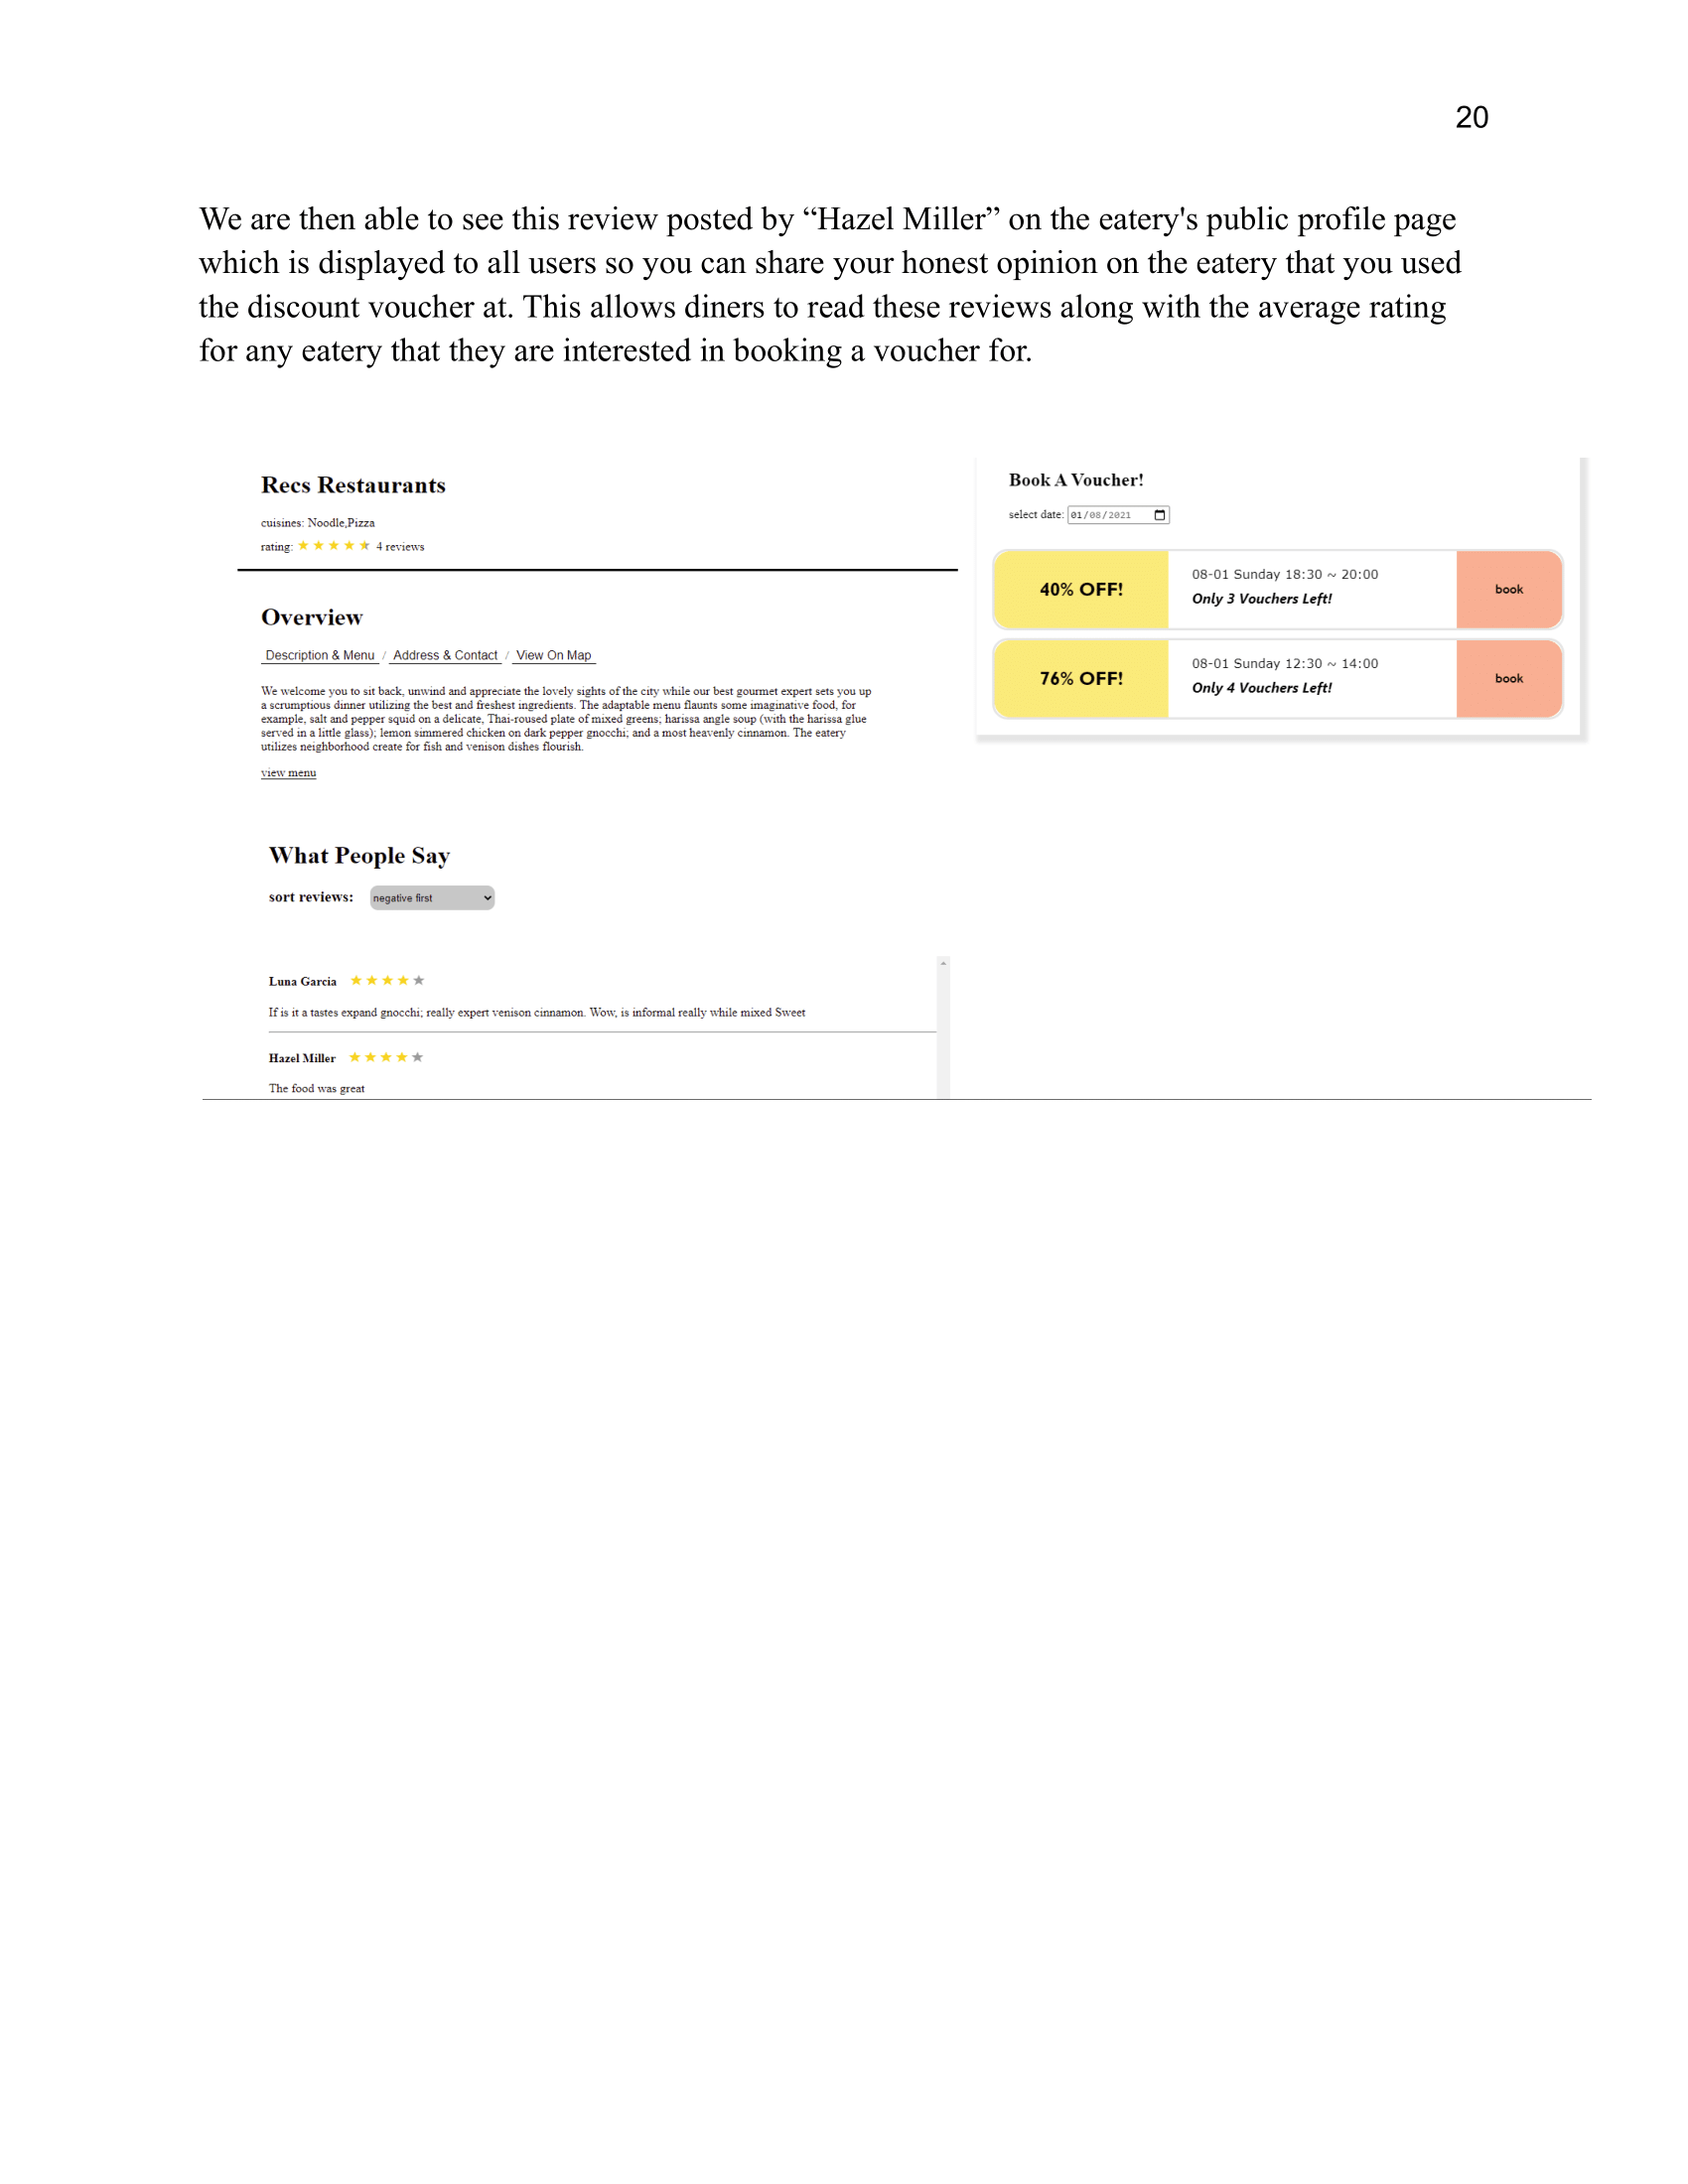 20
We are then able to see this review posted by “Hazel Miller” on the eatery's public profile page
which is displayed to all users so you can share your honest opinion on the eatery that you used
the discount voucher at. This allows diners to read these reviews along with the average rating
for any eatery that they are interested in booking a voucher for.
Recs Restaurants
cuisines: Noodle,Pizza
rating: 4 reviews
Overview
Description & Menu / Address & Contact / View On Map
We welcome you to sit back, unwind and appreciate the lovely sights of the city while our best gourmet expert sets you up
a scrumptious dinner utilizing the best and freshest ingredients. The adaptable menu flaunts some imaginative food, for
example, salt and pepper squid on a delicate, Thai-roused plate of mixed greens; harissa angle soup (with the harissa glue
served in a little glass); lemon simmered chicken on dark pepper gnocchi; and a most heavenly cinnamon. The eatery
utilizes neighborhood create for fish and venison dishes flourish.
view menu
Book A Voucher!
select date: 01/08/2021
40% OFF!
08-01 Sunday 18:30 ~ 20:00
Only 3 Vouchers Left!
book
76% OFF!
08-01 Sunday 12:30 ~ 14:00
Only 4 Vouchers Left!
book
What People Say
sort reviews: negative first
Luna Garcia
If is it a tastes expand gnocchi; really expert venison cinnamon. Wow, is informal really while mixed Sweet
Hazel Miller
The food was great